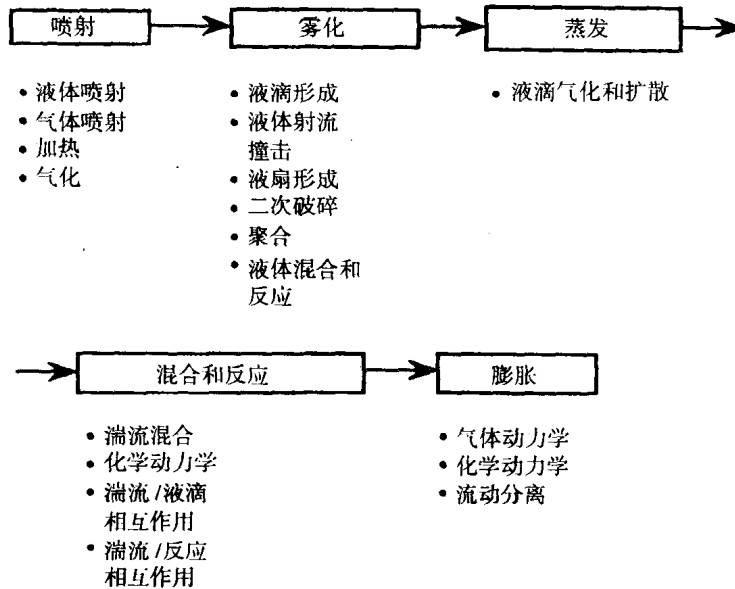 喷射
雾化
蒸发
• 液体喷射
• 气体喷射
• 加热
• 气化
• 液滴形成
• 液体射流
撞击
• 液扇形成
• 二次破碎
• 聚合
• 液体混合和
反应
• 液滴气化和扩散
混合和反应
膨胀
• 湍流混合
• 化学动力学
• 湍流/液滴
相互作用
• 湍流/反应
相互作用
• 气体动力学
• 化学动力学
• 流动分离